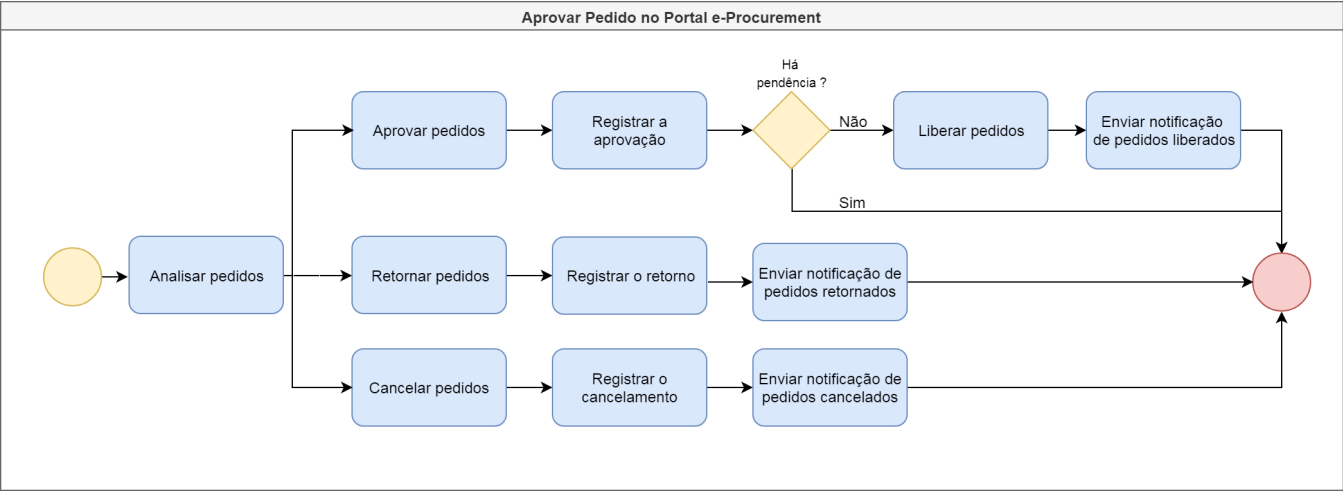 Aprovar Pedido no Portal e-Procurement
Há
pendência ?
Aprovar pedidos
Registrar a
aprovação
Não
Liberar pedidos
Enviar notificação
de pedidos liberados
Sim
Analisar pedidos
Retornar pedidos
Registrar o retorno
Enviar notificação de
pedidos retornados
Cancelar pedidos
Registrar o
cancelamento
Enviar notificação de
pedidos cancelados